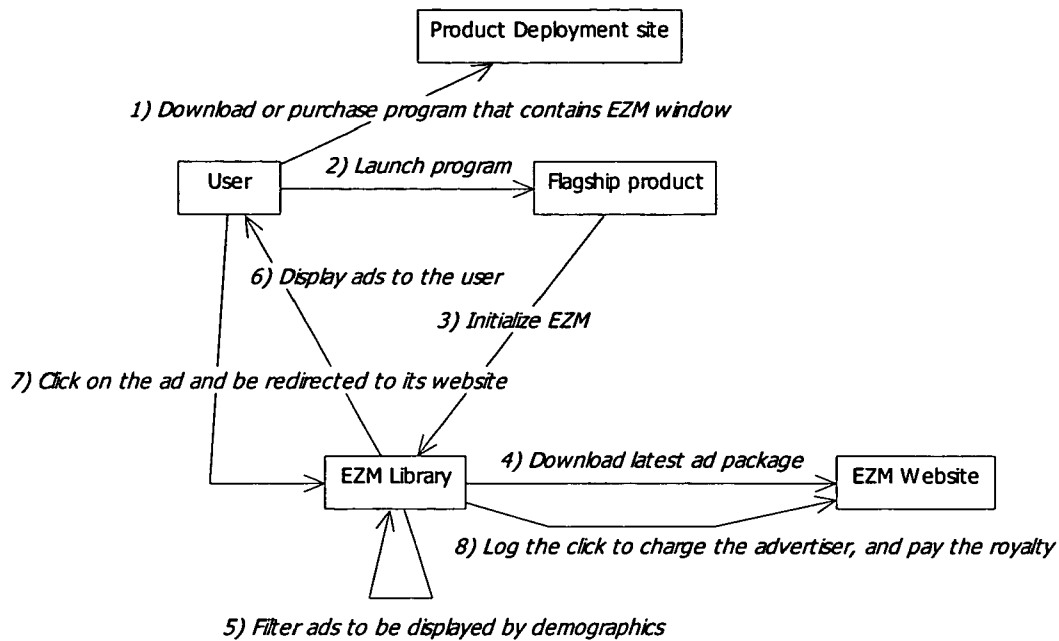 Product Deployment site
1) Download or purchase program that contains EZM window
2) Launch program
User
Flagship product
6) Display ads to the user
3) Initialize EZM
7) Click on the ad and be redirected to its website
4) Download latest ad package
EZM Library
EZM Website
8) Log the click to charge the advertiser, and pay the royalty
5) Filter ads to be displayed by demographics